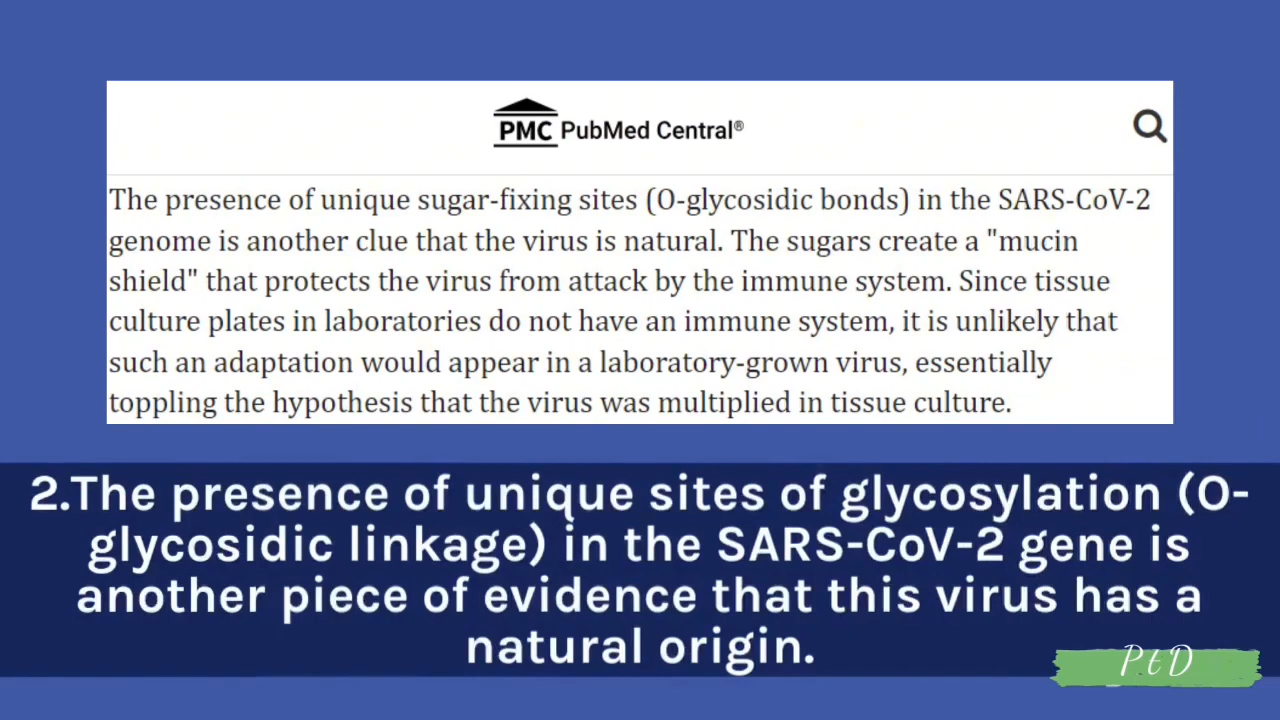 PMC PubMed Central®
The presence of unique sugar-fixing sites (O-glycosidic bonds) in the SARS-CoV-2
genome is another clue that the virus is natural. The sugars create a "mucin
shield" that protects the virus from attack by the immune system. Since tissue
culture plates in laboratories do not have an immune system, it is unlikely that
such an adaptation would appear in a laboratory-grown virus, essentially
toppling the hypothesis that the virus was multiplied in tissue culture.
2.The presence of unique sites of glycosylation (O-
glycosidic linkage) in the SARS-CoV-2 gene is
another piece of evidence that this virus has a
natural origin.
PtD